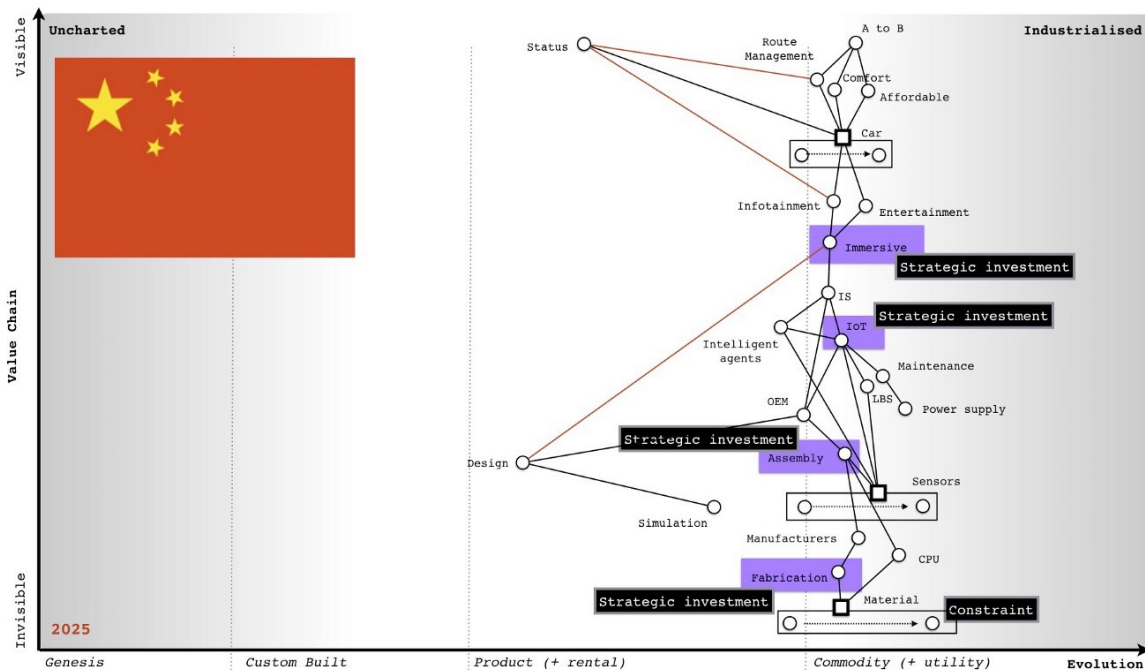 Uncharted
Industrialised
Visible
Value Chain
Invisible
Status
A to B
Route
Management
Comfort
Affordable
Car
Infotainment
Entertainment
Immersive
Strategic investment
IS
Strategic investment
IoT
Intelligent
agents
Maintenance
LBS
Power supply
OEM
Strategic investment
Assembly
Design
Sensors
Simulation
Manufacturers
CPU
Fabrication
Strategic investment
Material
Constraint
2025
Genesis
Custom Built
Product (+ rental)
Commodity (+ utility)
Evolution